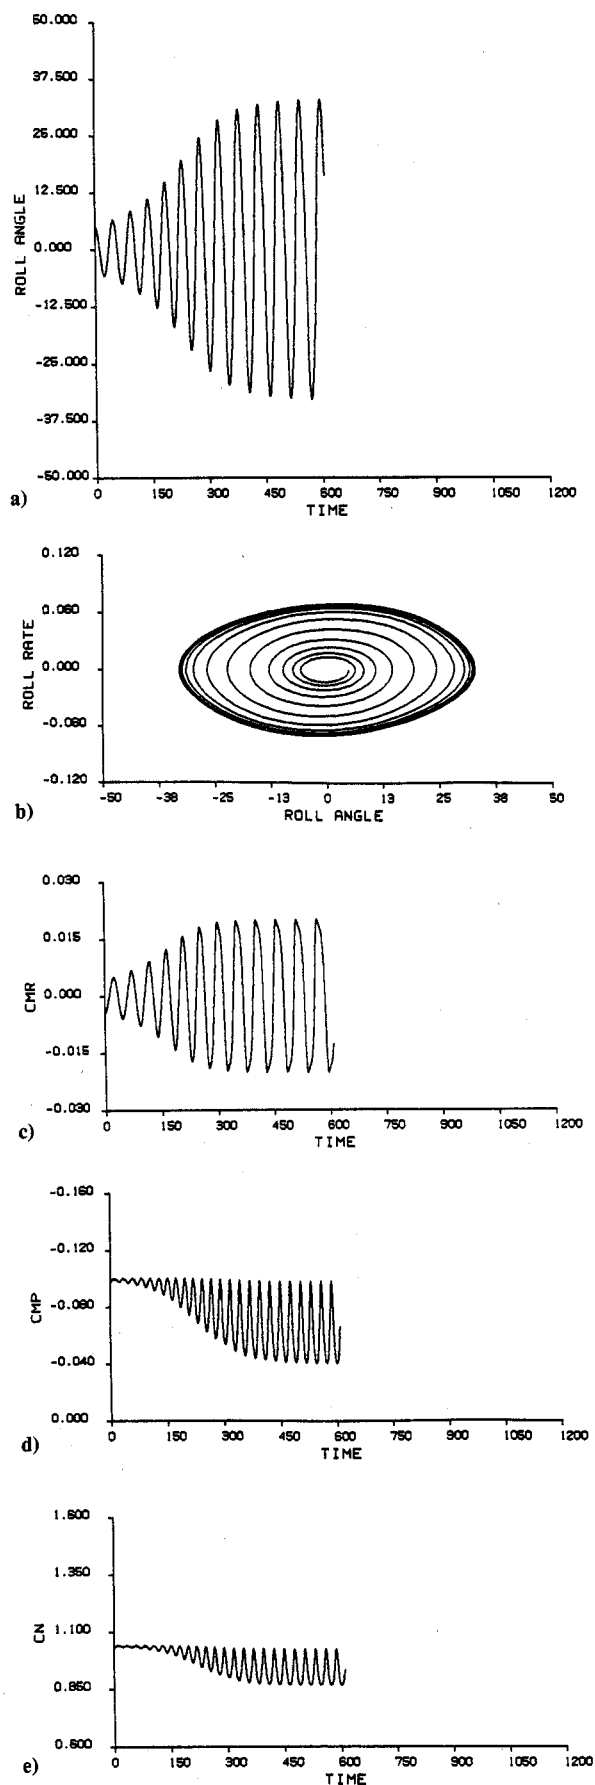 50.000
37.500
25.000
12.500
0.000
-12.500
-25.000
-37.500
-50.000
ROLL ANGLE
0 150 300 450 600 750 900 1050 1200
TIME
a)
0.120
0.060
0.000
-0.060
-0.120
ROLL RATE
-50 -38 -25 -13 0 13 25 38 50
ROLL ANGLE
b)
0.030
0.015
0.000
-0.015
-0.030
CMR
0 150 300 450 600 750 900 1050 1200
TIME
c)
-0.160
-0.120
-0.080
-0.040
0.000
CMP
0 150 300 450 600 750 900 1050 1200
TIME
d)
1.600
1.350
1.100
0.850
0.600
CN
0 150 300 450 600 750 900 1050 1200
TIME
e)